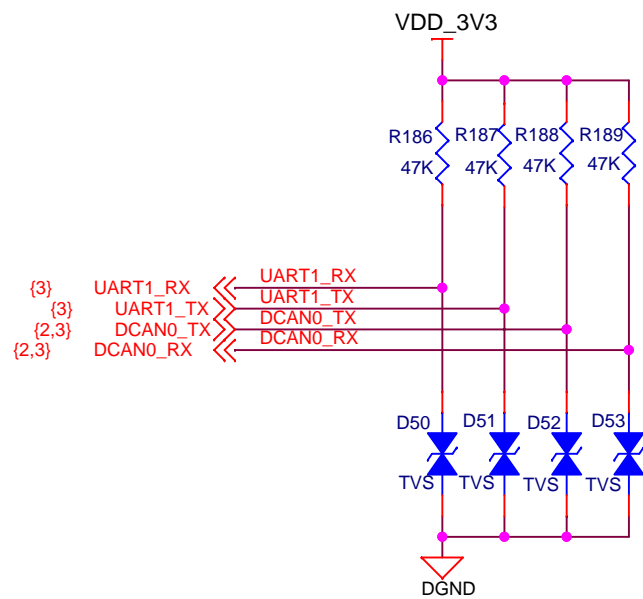 VDD_3V3
R186 R187 R188 R189
47K 47K 47K 47K
{3} UART1_RX UART1_RX
{3} UART1_TX UART1_TX
{2,3} DCAN0_TX DCAN0_TX
{2,3} DCAN0_RX DCAN0_RX
D50 D51 D52 D53
TVS TVS TVS TVS
DGND